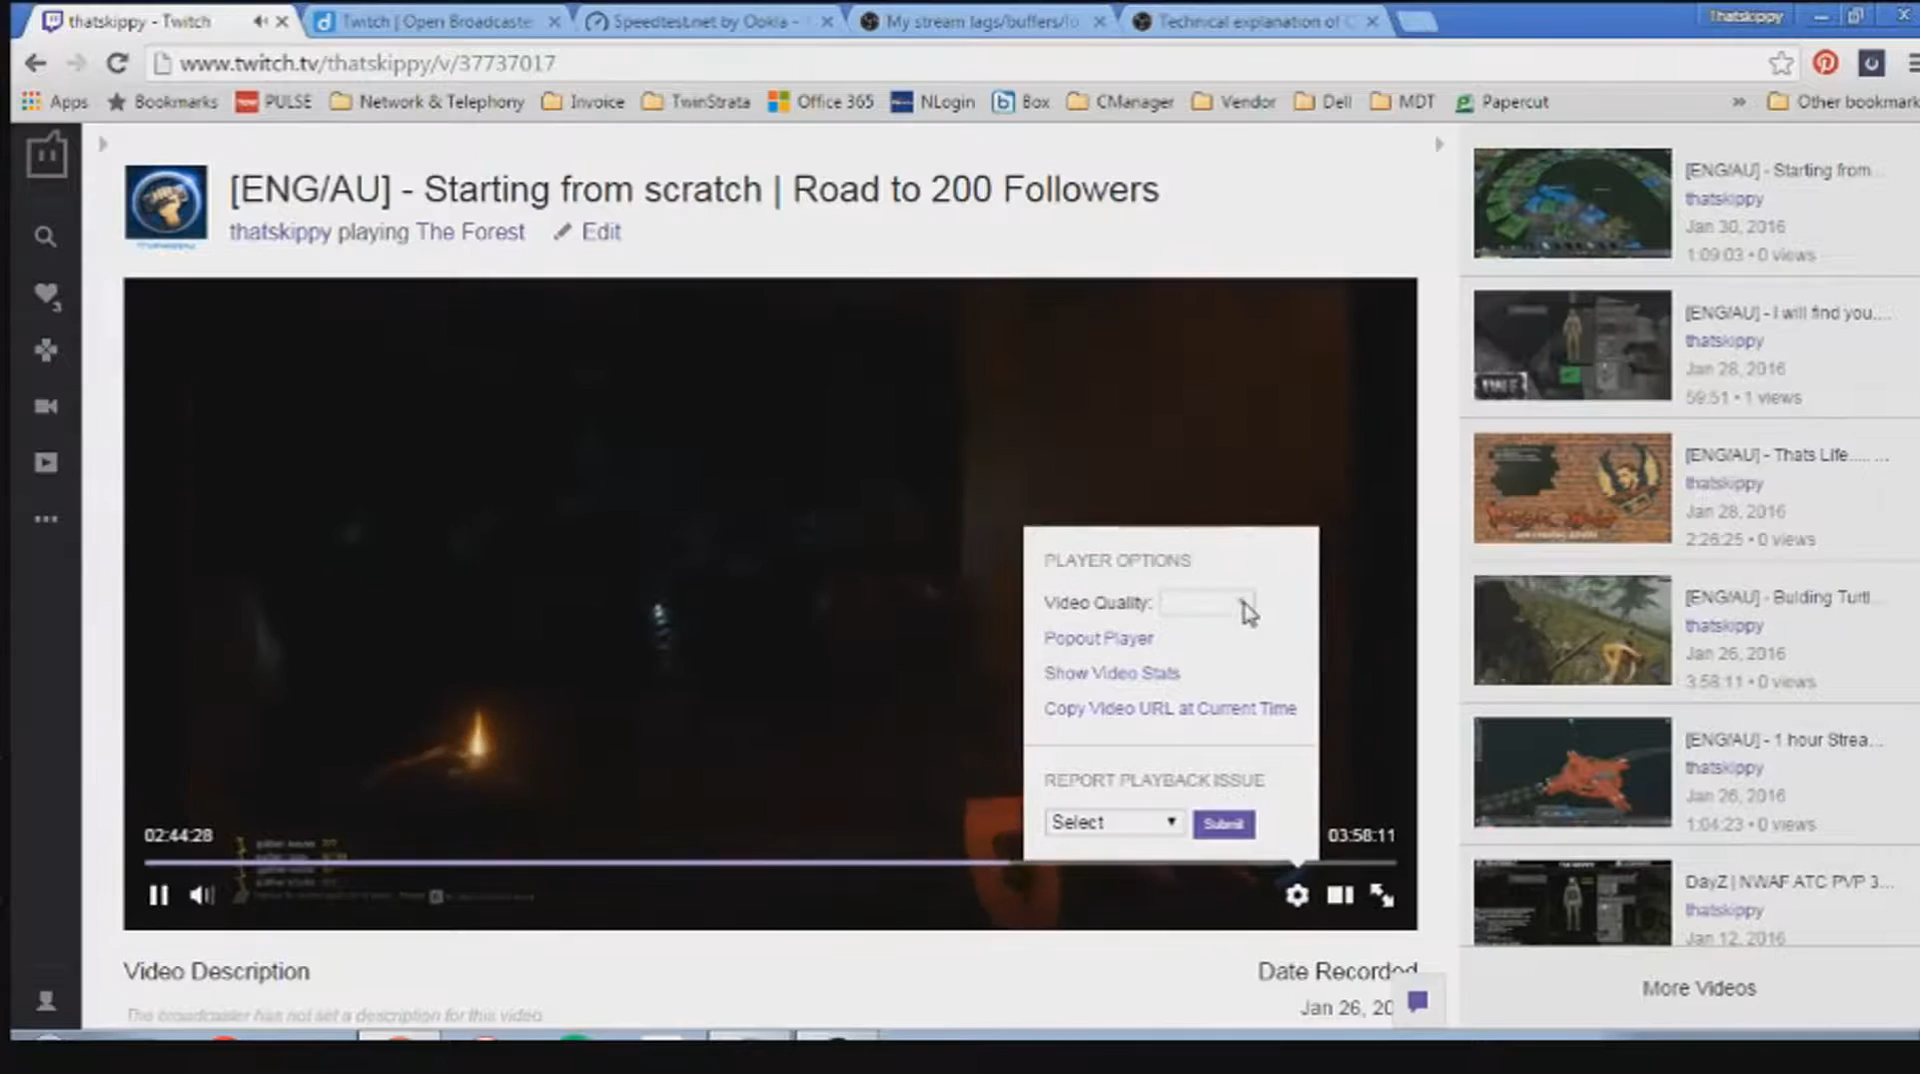 thatskippy - Twitch
Twitch | Open Broadcaste
Speedtest.net by Ookla -
My stream lags/buffers/fo
Technical explanation of C
Thatskippy
www.twitch.tv/thatskippy/v/37737017
Apps
Bookmarks
PULSE
Network & Telephony
Invoice
TwinStrata
Office 365
NLogin
Box
CManager
Vendor
Dell
MDT
Papercut
»
Other bookmark
[ENG/AU] - Starting from scratch | Road to 200 Followers
thatskippy playing The Forest
Edit
3
PLAYER OPTIONS
Video Quality:
Popout Player
Show Video Stats
Copy Video URL at Current Time
REPORT PLAYBACK ISSUE
Select
Submit
02:44:28
03:58:11
Video Description
The broadcaster has not set a description for this video
Date Recorded
Jan 26, 20
[ENG/AU] - Starting from...
thatskippy
Jan 30, 2016
1:09:03 • 0 views
[ENG/AU] - I will find you....
thatskippy
Jan 28, 2016
59:51 • 1 views
[ENG/AU] - Thats Life..... ...
thatskippy
Jan 28, 2016
2:26:25 • 0 views
[ENG/AU] - Bulding Turtl...
thatskippy
Jan 26, 2016
3:58:11 • 0 views
[ENG/AU] - 1 hour Strea...
thatskippy
Jan 26, 2016
1:04:23 • 0 views
DayZ | NWAF ATC PVP 3...
thatskippy
Jan 12, 2016
More Videos